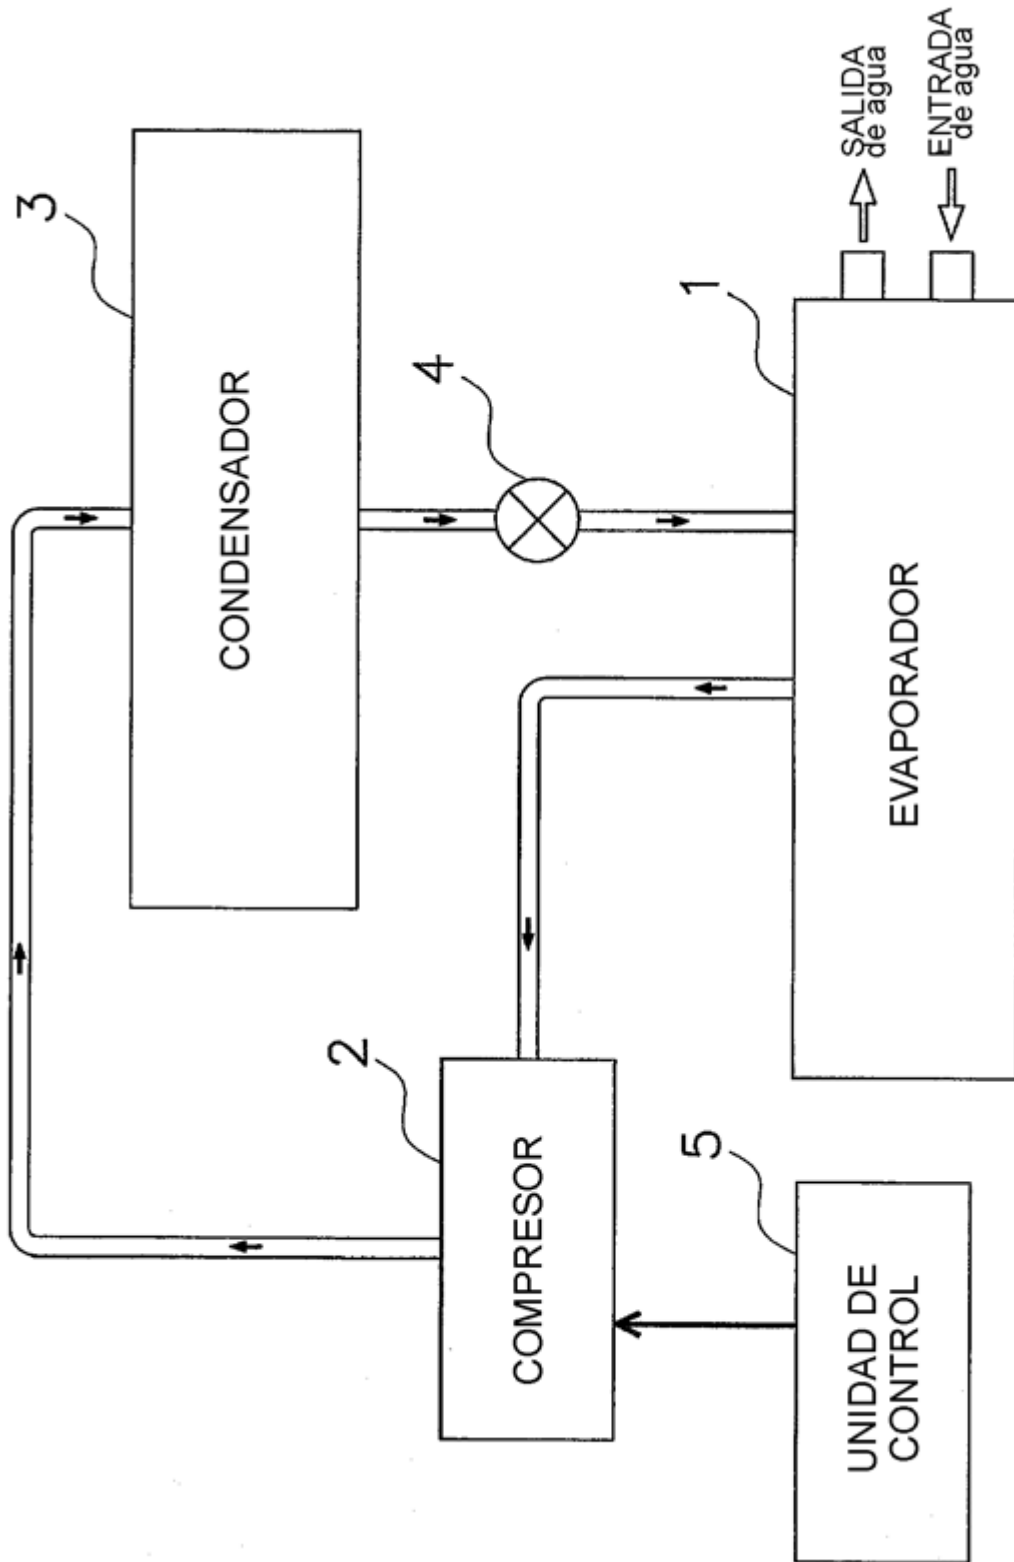 3
CONDENSADOR
4
2
COMPRESOR
1
SALIDA
de agua
ENTRADA
de agua
EVAPORADOR
5
UNIDAD DE
CONTROL